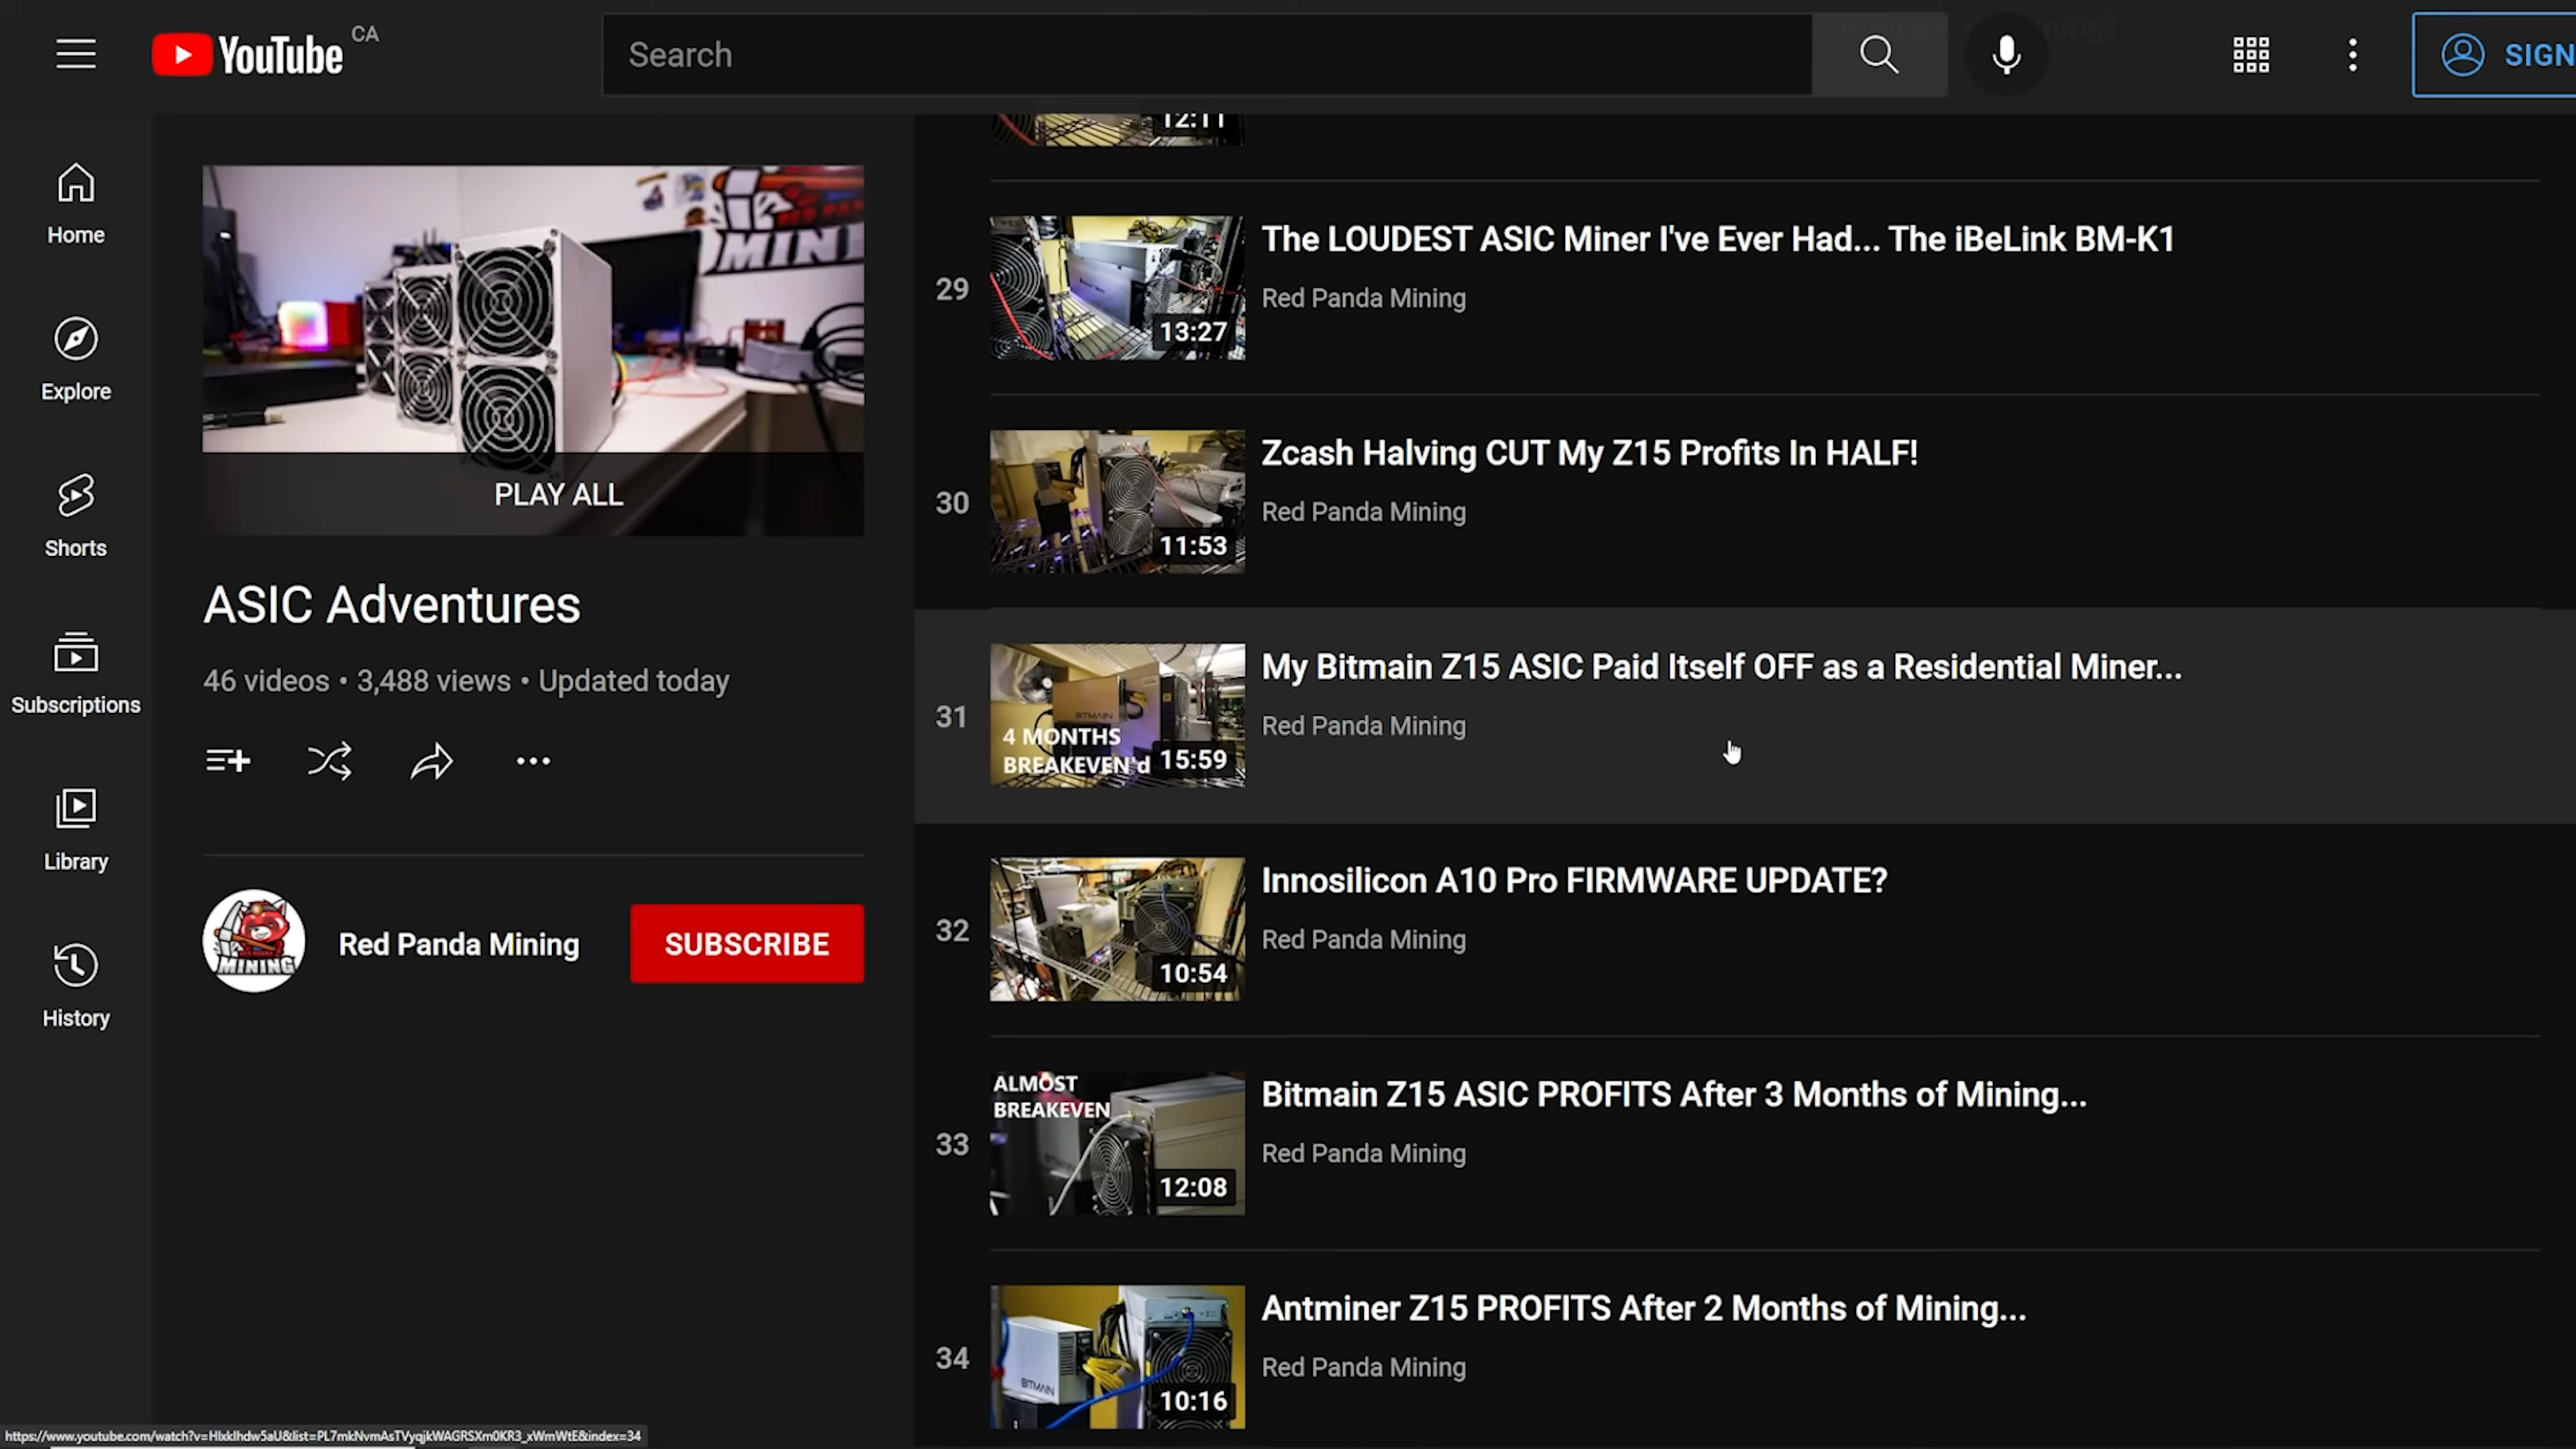 YouTube CA
Search
SIGN
Home
Explore
Shorts
Subscriptions
Library
History
MINI
PLAY ALL
ASIC Adventures
46 videos • 3,488 views • Updated today
MINING
Red Panda Mining
SUBSCRIBE
12:11
29
13:27
The LOUDEST ASIC Miner I've Ever Had... The iBeLink BM-K1
Red Panda Mining
30
11:53
Zcash Halving CUT My Z15 Profits In HALF!
Red Panda Mining
31
BITMAIN
4 MONTHS
BREAKEVEN'd
15:59
My Bitmain Z15 ASIC Paid Itself OFF as a Residential Miner...
Red Panda Mining
32
10:54
Innosilicon A10 Pro FIRMWARE UPDATE?
Red Panda Mining
33
ALMOST
BREAKEVEN
12:08
Bitmain Z15 ASIC PROFITS After 3 Months of Mining...
Red Panda Mining
34
BITMAIN
10:16
Antminer Z15 PROFITS After 2 Months of Mining...
Red Panda Mining